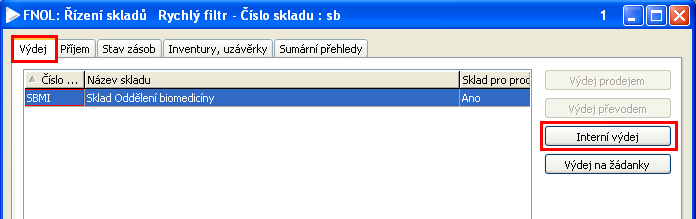 FNOL: Řízení skladů   Rychlý filtr - Číslo skladu : sb   1
Výdej   Příjem   Stav zásob   Inventury, uzávěrky   Sumární přehledy
Číslo ...   Název skladu   Sklad pro prod
SBMI   Sklad Oddělení biomedicíny   Ano
Výdej prodejem
Výdej převodem
Interní výdej
Výdej na žádanky